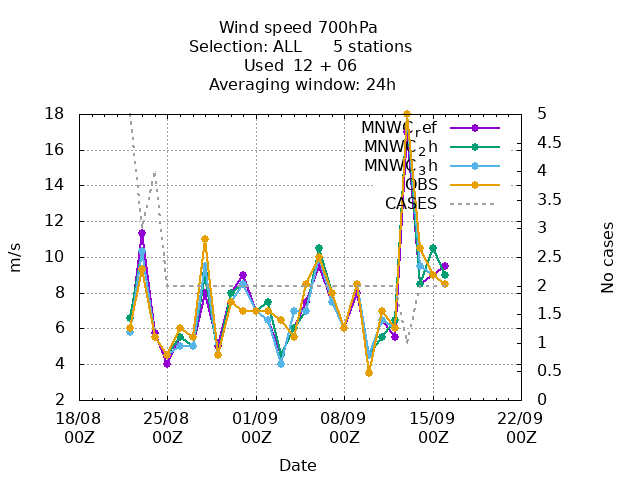 Wind speed 700hPa
Selection: ALL 5 stations
Used 12 + 06
Averaging window: 24h
MNWC_ref
MNWC_2h
MNWC_3h
OBS
CASES
18
16
14
12
10
8
6
4
2
5
4.5
4
3.5
3
2.5
2
1.5
1
0.5
0
m/s
No cases
18/08 25/08 01/09 08/09 15/09 22/09
00Z 00Z 00Z 00Z 00Z 00Z
Date